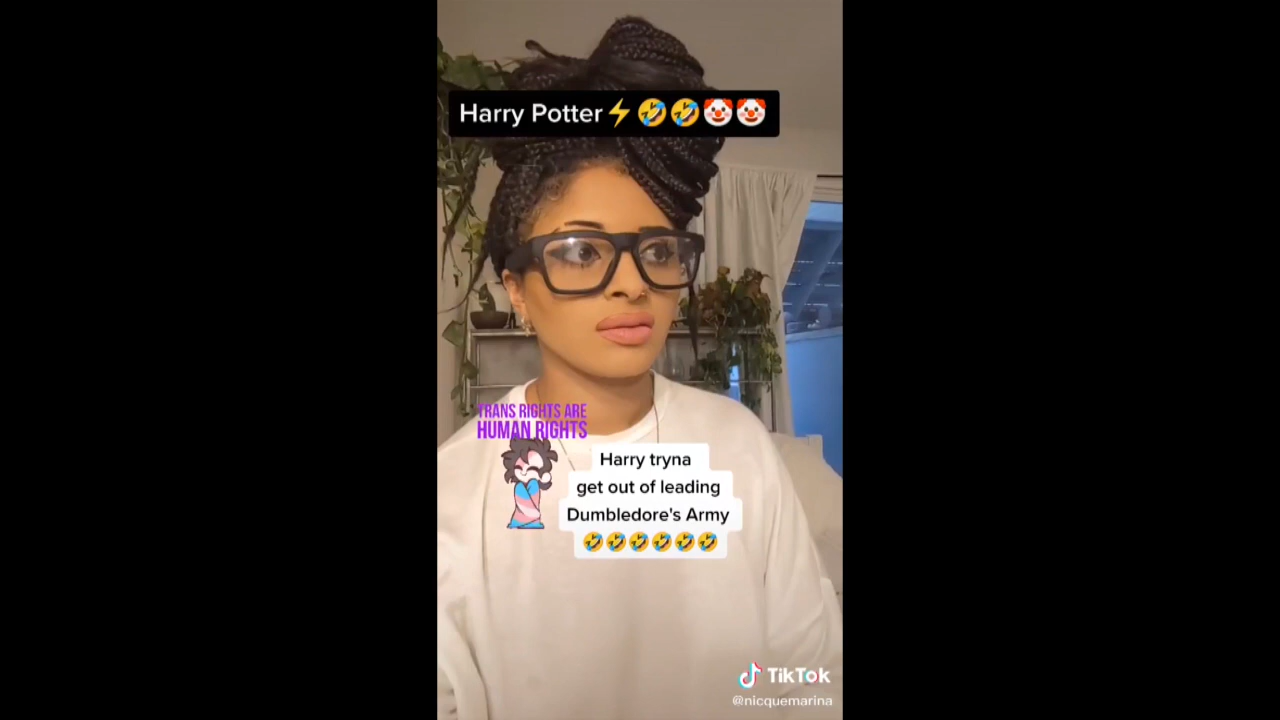 Harry Potter⚡🤣🤣🤡🤡
TRANS RIGHTS ARE
HUMAN RIGHTS
Harry tryna
get out of leading
Dumbledore's Army
🤣🤣🤣🤣🤣🤣
TikTok
@nicquemarina